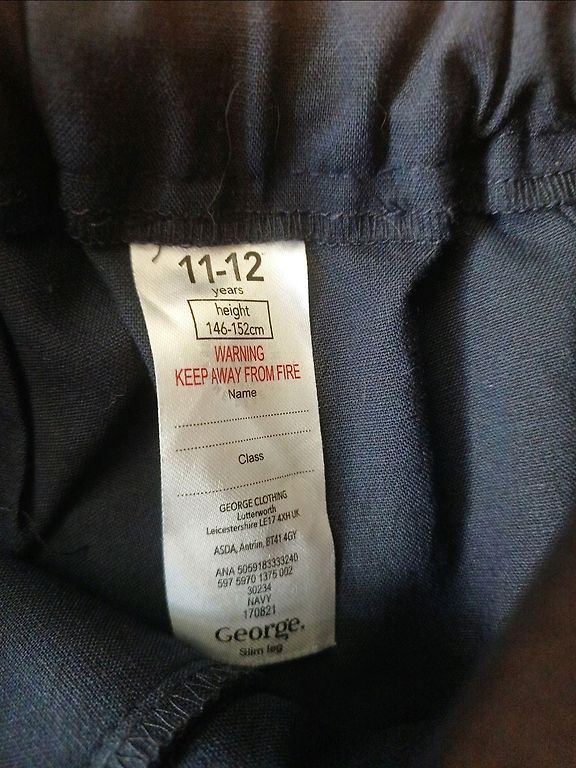 11-12
years
height
146-152cm
WARNING
KEEP AWAY FROM FIRE
Name
Class
GEORGE CLOTHING
Lutterworth
Leicestershire LE17 4XH UK
ASDA, Antrim, BT41 4GY
ANA 5059183333240
597 5970 1375 002
30234
NAVY
170821
George.
Slim leg